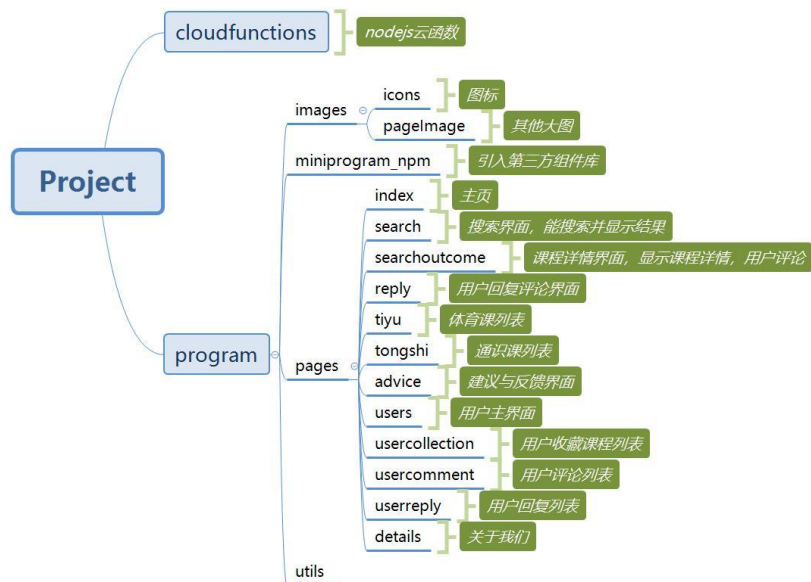 Project
cloudfunctions
nodejs云函数
program
images
icons
图标
pageImage
其他大图
miniprogram_npm
引入第三方组件库
pages
index
主页
search
搜索界面，能搜索并显示结果
searchoutcome
课程详情界面，显示课程详情，用户评论
reply
用户回复评论界面
tiyu
体育课列表
tongshi
通识课列表
advice
建议与反馈界面
users
用户主界面
usercollection
用户收藏课程列表
usercomment
用户评论列表
userreply
用户回复列表
details
关于我们
utils